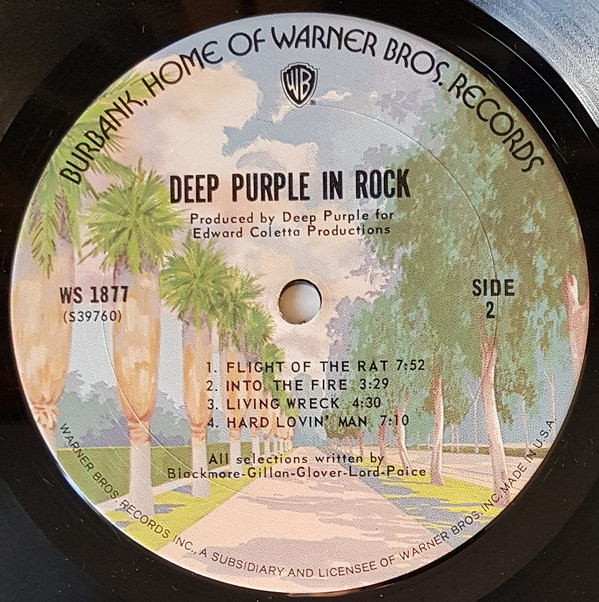 BURBANK, HOME OF WARNER BROS. RECORDS
WB
®
DEEP PURPLE IN ROCK
Produced by Deep Purple for
Edward Coletta Productions
WS 1877
(S39760)
SIDE
2
1. FLIGHT OF THE RAT 7:52
2. INTO THE FIRE 3:29
3. LIVING WRECK 4:30
4. HARD LOVIN' MAN 7:10
All selections written by
Blackmore-Gillan-Glover-Lord-Paice
WARNER BROS. RECORDS INC., A SUBSIDIARY AND LICENSEE OF WARNER BROS. INC. MADE IN U.S.A.